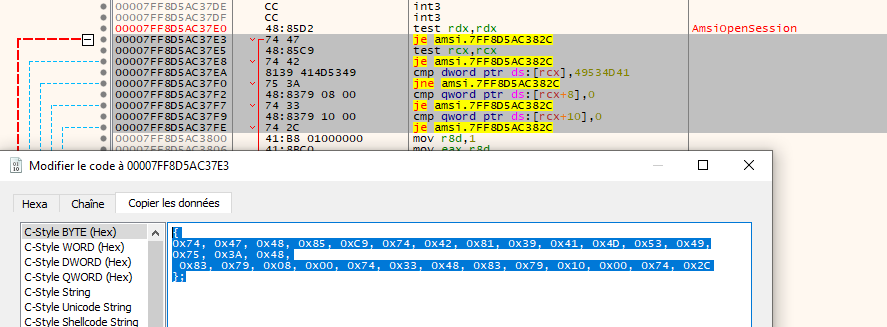 00007FF8D5AC37DE CC int3
00007FF8D5AC37DF CC int3
00007FF8D5AC37E0 48:85D2 test rdx,rdx AmsiOpenSession
00007FF8D5AC37E3 74 47 je amsi.7FF8D5AC382C
00007FF8D5AC37E5 48:85C9 test rcx,rcx
00007FF8D5AC37E8 74 42 je amsi.7FF8D5AC382C
00007FF8D5AC37EA 8139 414D5349 cmp dword ptr ds:[rcx],49534D41
00007FF8D5AC37F0 75 3A jne amsi.7FF8D5AC382C
00007FF8D5AC37F2 48:8379 08 00 cmp qword ptr ds:[rcx+8],0
00007FF8D5AC37F7 74 33 je amsi.7FF8D5AC382C
00007FF8D5AC37F9 48:8379 10 00 cmp qword ptr ds:[rcx+10],0
00007FF8D5AC37FE 74 2C je amsi.7FF8D5AC382C
00007FF8D5AC3800 41:B8 01000000 mov r8d,1
00007FF8D5AC3806 41:8BC0 mov eax,r8d
Modifier le code à 00007FF8D5AC37E3
Hexa Chaîne Copier les données
C-Style BYTE (Hex)
C-Style WORD (Hex)
C-Style DWORD (Hex)
C-Style QWORD (Hex)
C-Style String
C-Style Unicode String
C-Style Shellcode String
{
0x74, 0x47, 0x48, 0x85, 0xC9, 0x74, 0x42, 0x81, 0x39, 0x41, 0x4D, 0x53, 0x49,
0x75, 0x3A, 0x48,
0x83, 0x79, 0x08, 0x00, 0x74, 0x33, 0x48, 0x83, 0x79, 0x10, 0x00, 0x74, 0x2C
};